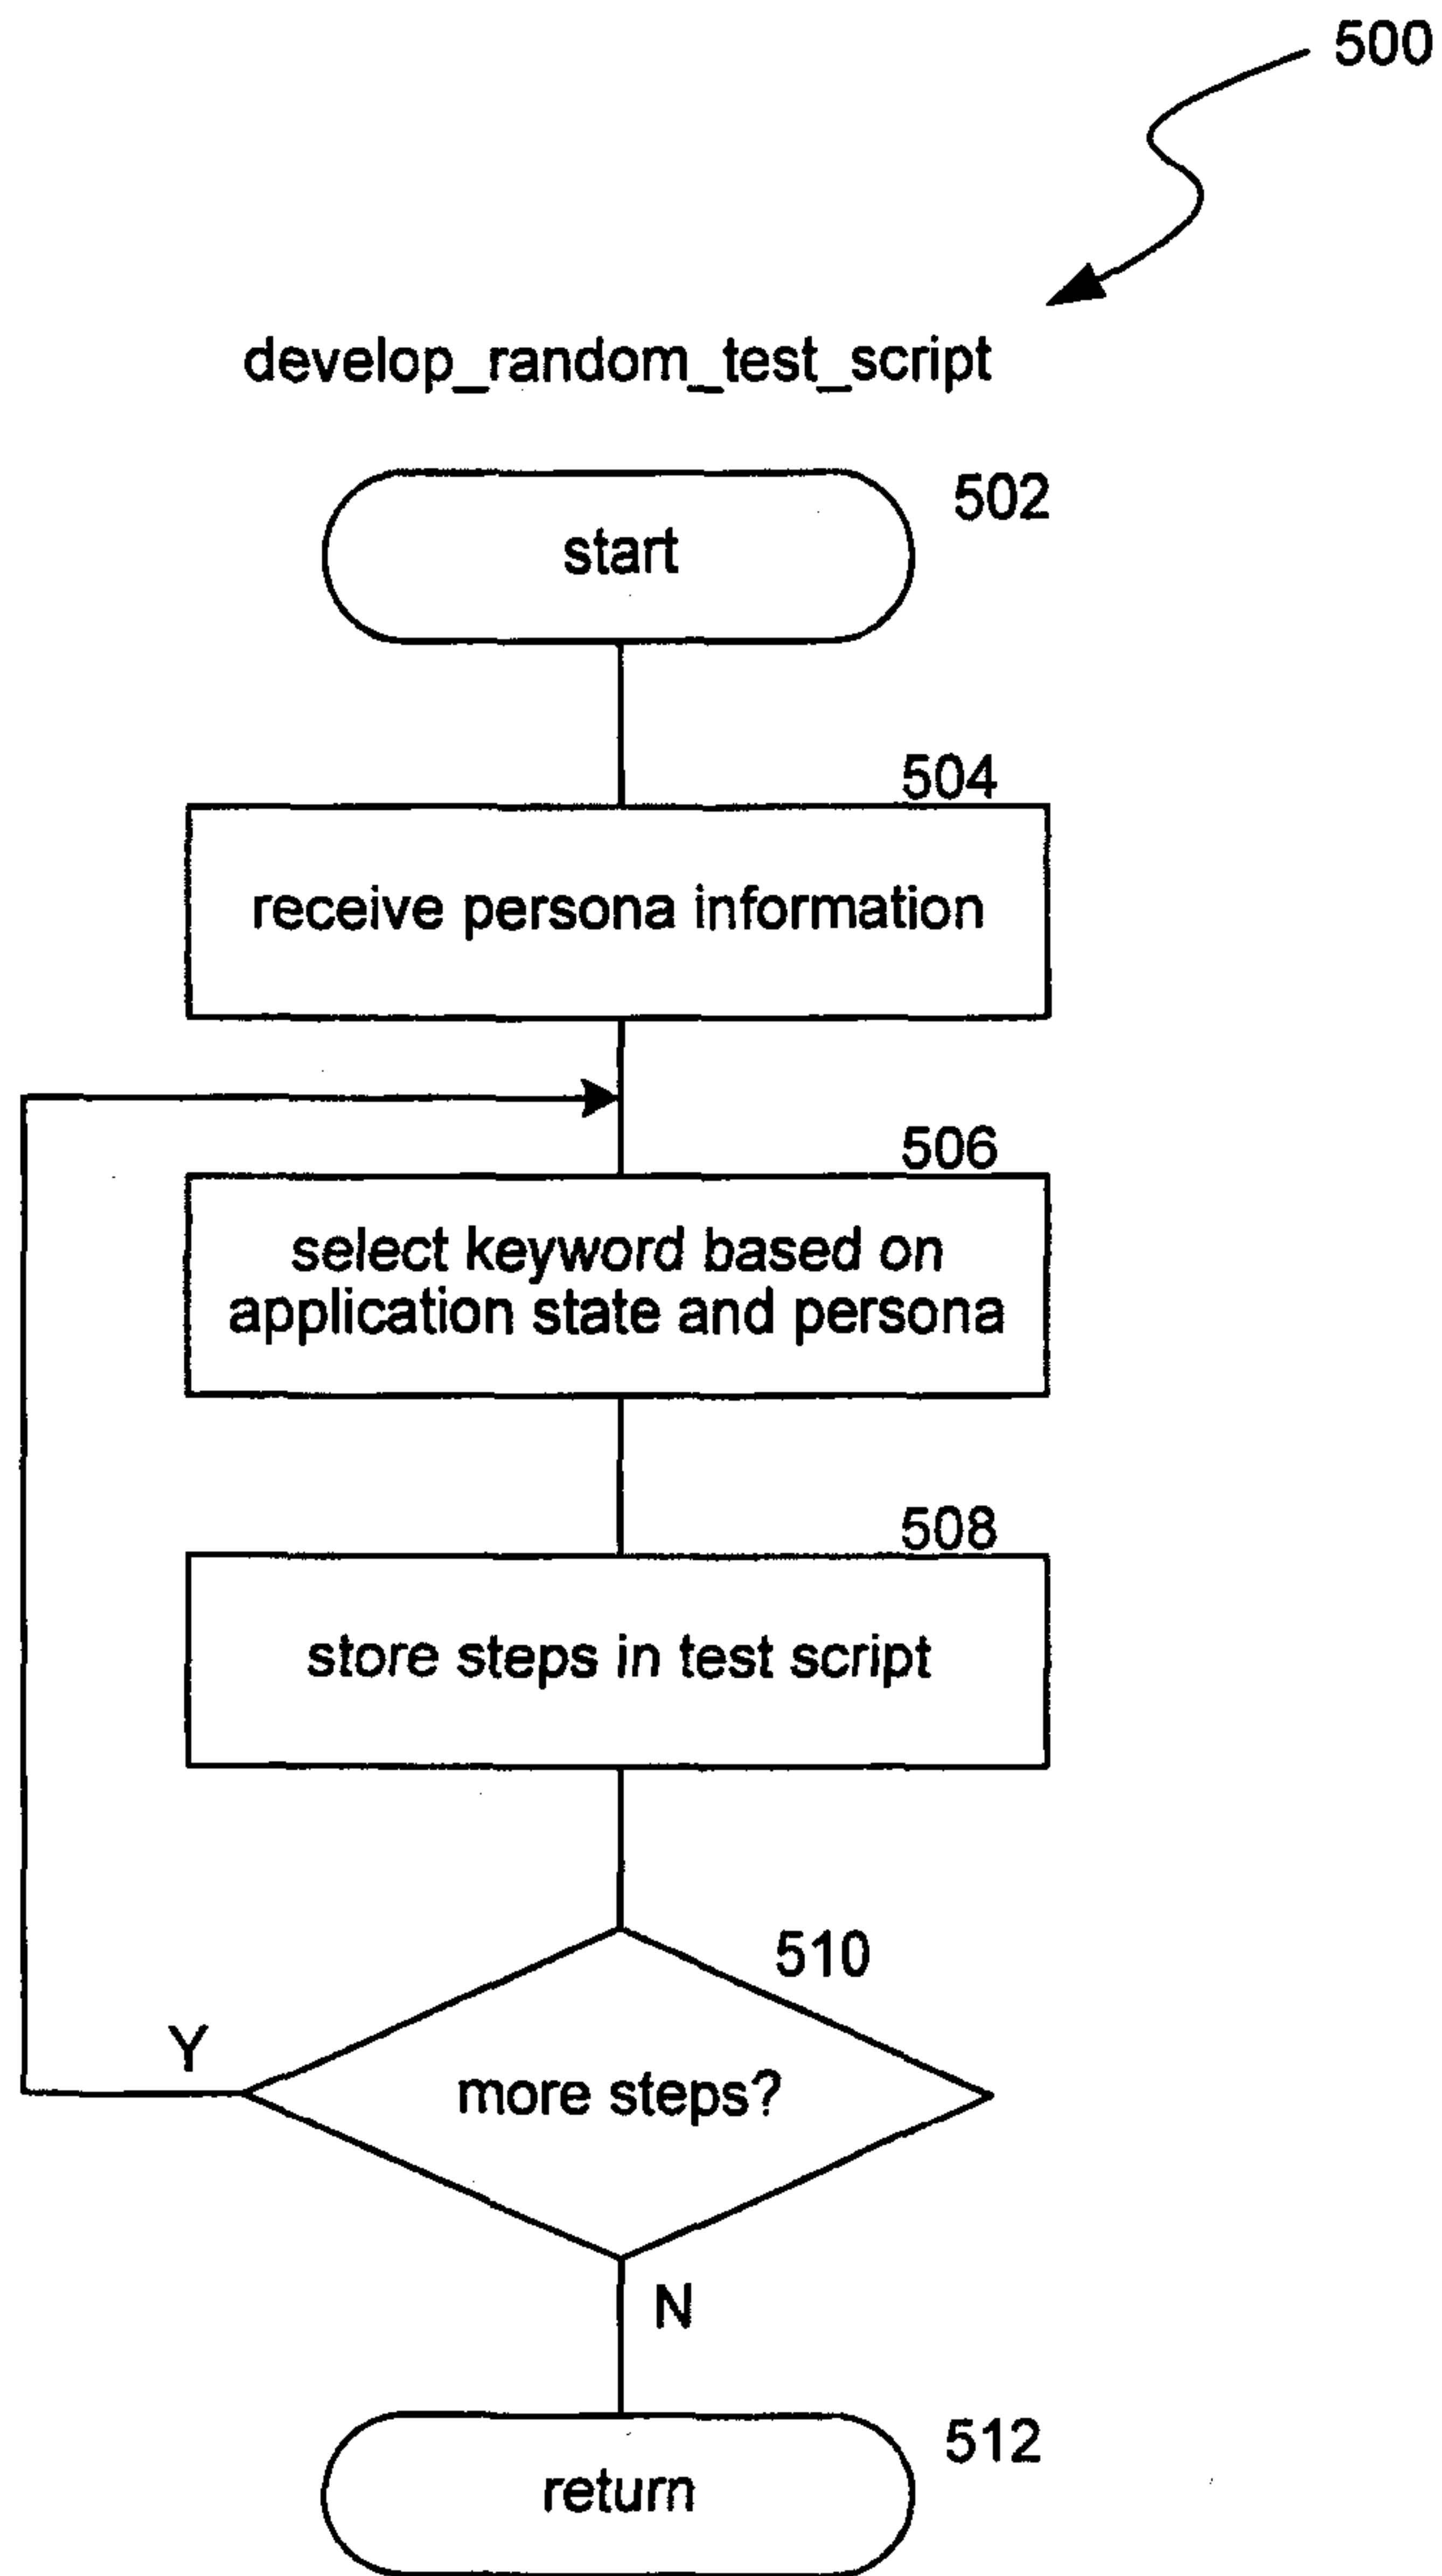 500
develop_random_test_script
502
start
504
receive persona information
506
select keyword based on
application state and persona
508
store steps in test script
510
Y
more steps?
N
512
return